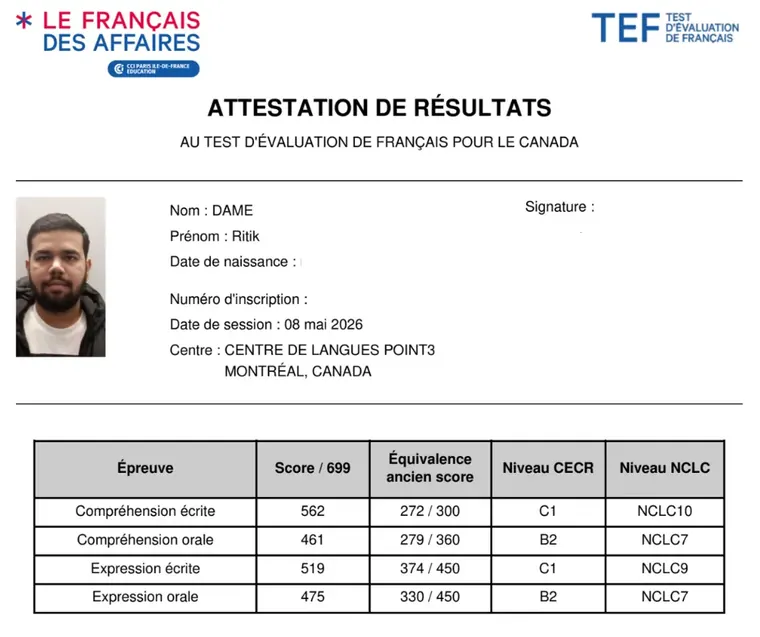 LE FRANÇAIS
DES AFFAIRES
CCI PARIS ILE-DE-FRANCE
EDUCATION
TEF TEST
D'ÉVALUATION
DE FRANÇAIS
ATTESTATION DE RÉSULTATS
AU TEST D'ÉVALUATION DE FRANÇAIS POUR LE CANADA
Nom : DAME
Signature :
Prénom : Ritik
Date de naissance :
Numéro d'inscription :
Date de session : 08 mai 2026
Centre : CENTRE DE LANGUES POINT3
MONTRÉAL, CANADA
Épreuve Score / 699 Équivalence ancien score Niveau CECR Niveau NCLC
Compréhension écrite 562 272 / 300 C1 NCLC10
Compréhension orale 461 279 / 360 B2 NCLC7
Expression écrite 519 374 / 450 C1 NCLC9
Expression orale 475 330 / 450 B2 NCLC7